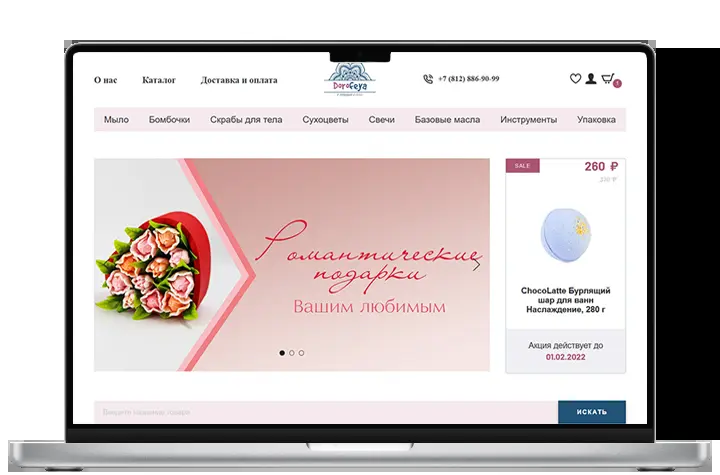 О нас
Каталог
Доставка и оплата
DoroFeya
+7 (812) 886-90-99
Мыло
Бомбочки
Скрабы для тела
Сухоцветы
Свечи
Базовые масла
Инструменты
Упаковка
Романтические
подарки
Вашим любимым
SALE
260 ₽
ChocoLatte Бурлящий
шар для ванн
Наслаждение, 280 г
Акция действует до
01.02.2022
Введите название товара
ИСКАТЬ